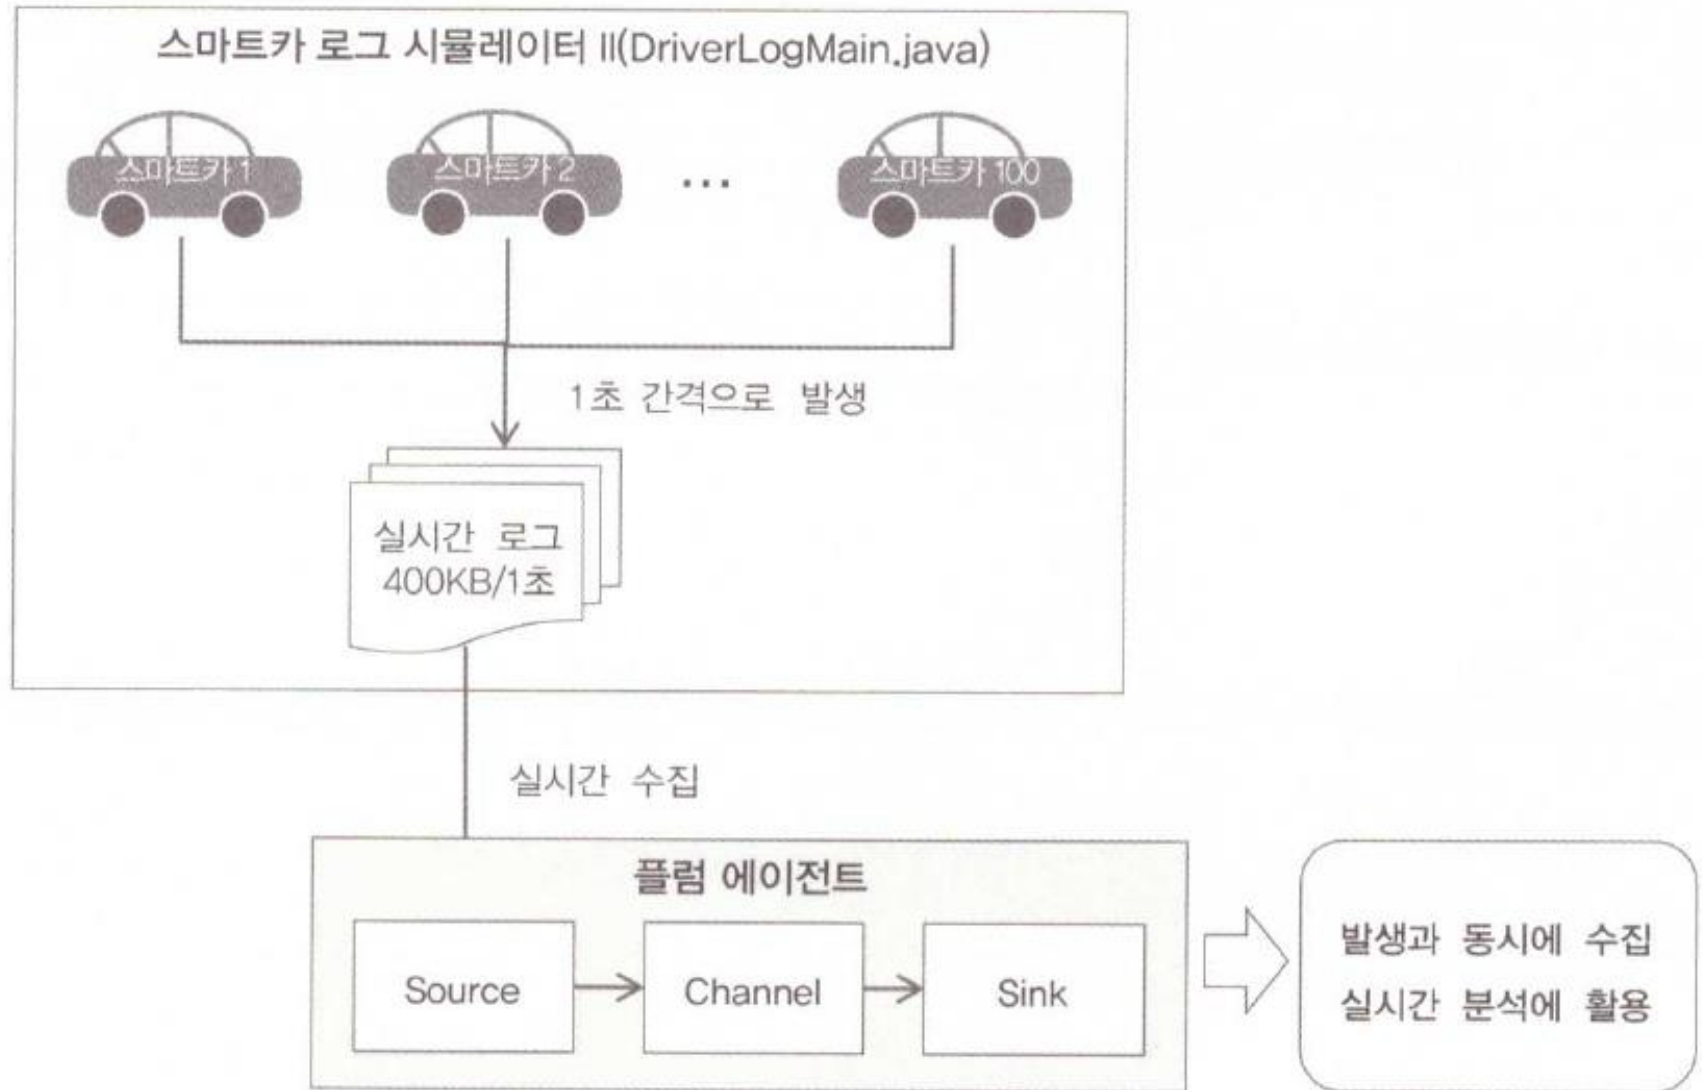 스마트카 로그 시뮬레이터 II(DriverLogMain.java)
스마트카 1
스마트카 2
...
스마트카 100
1초 간격으로 발생
실시간 로그
400KB/1초
실시간 수집
플럼 에이전트
Source
Channel
Sink
발생과 동시에 수집
실시간 분석에 활용